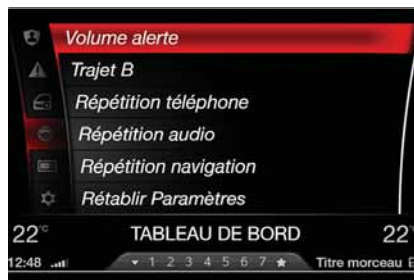 Volume alerte
Trajet B
Répétition téléphone
Répétition audio
Répétition navigation
Rétablir Paramètres
22°c TABLEAU DE BORD 22°
12:48 1 2 3 4 5 6 7 Titre morceau